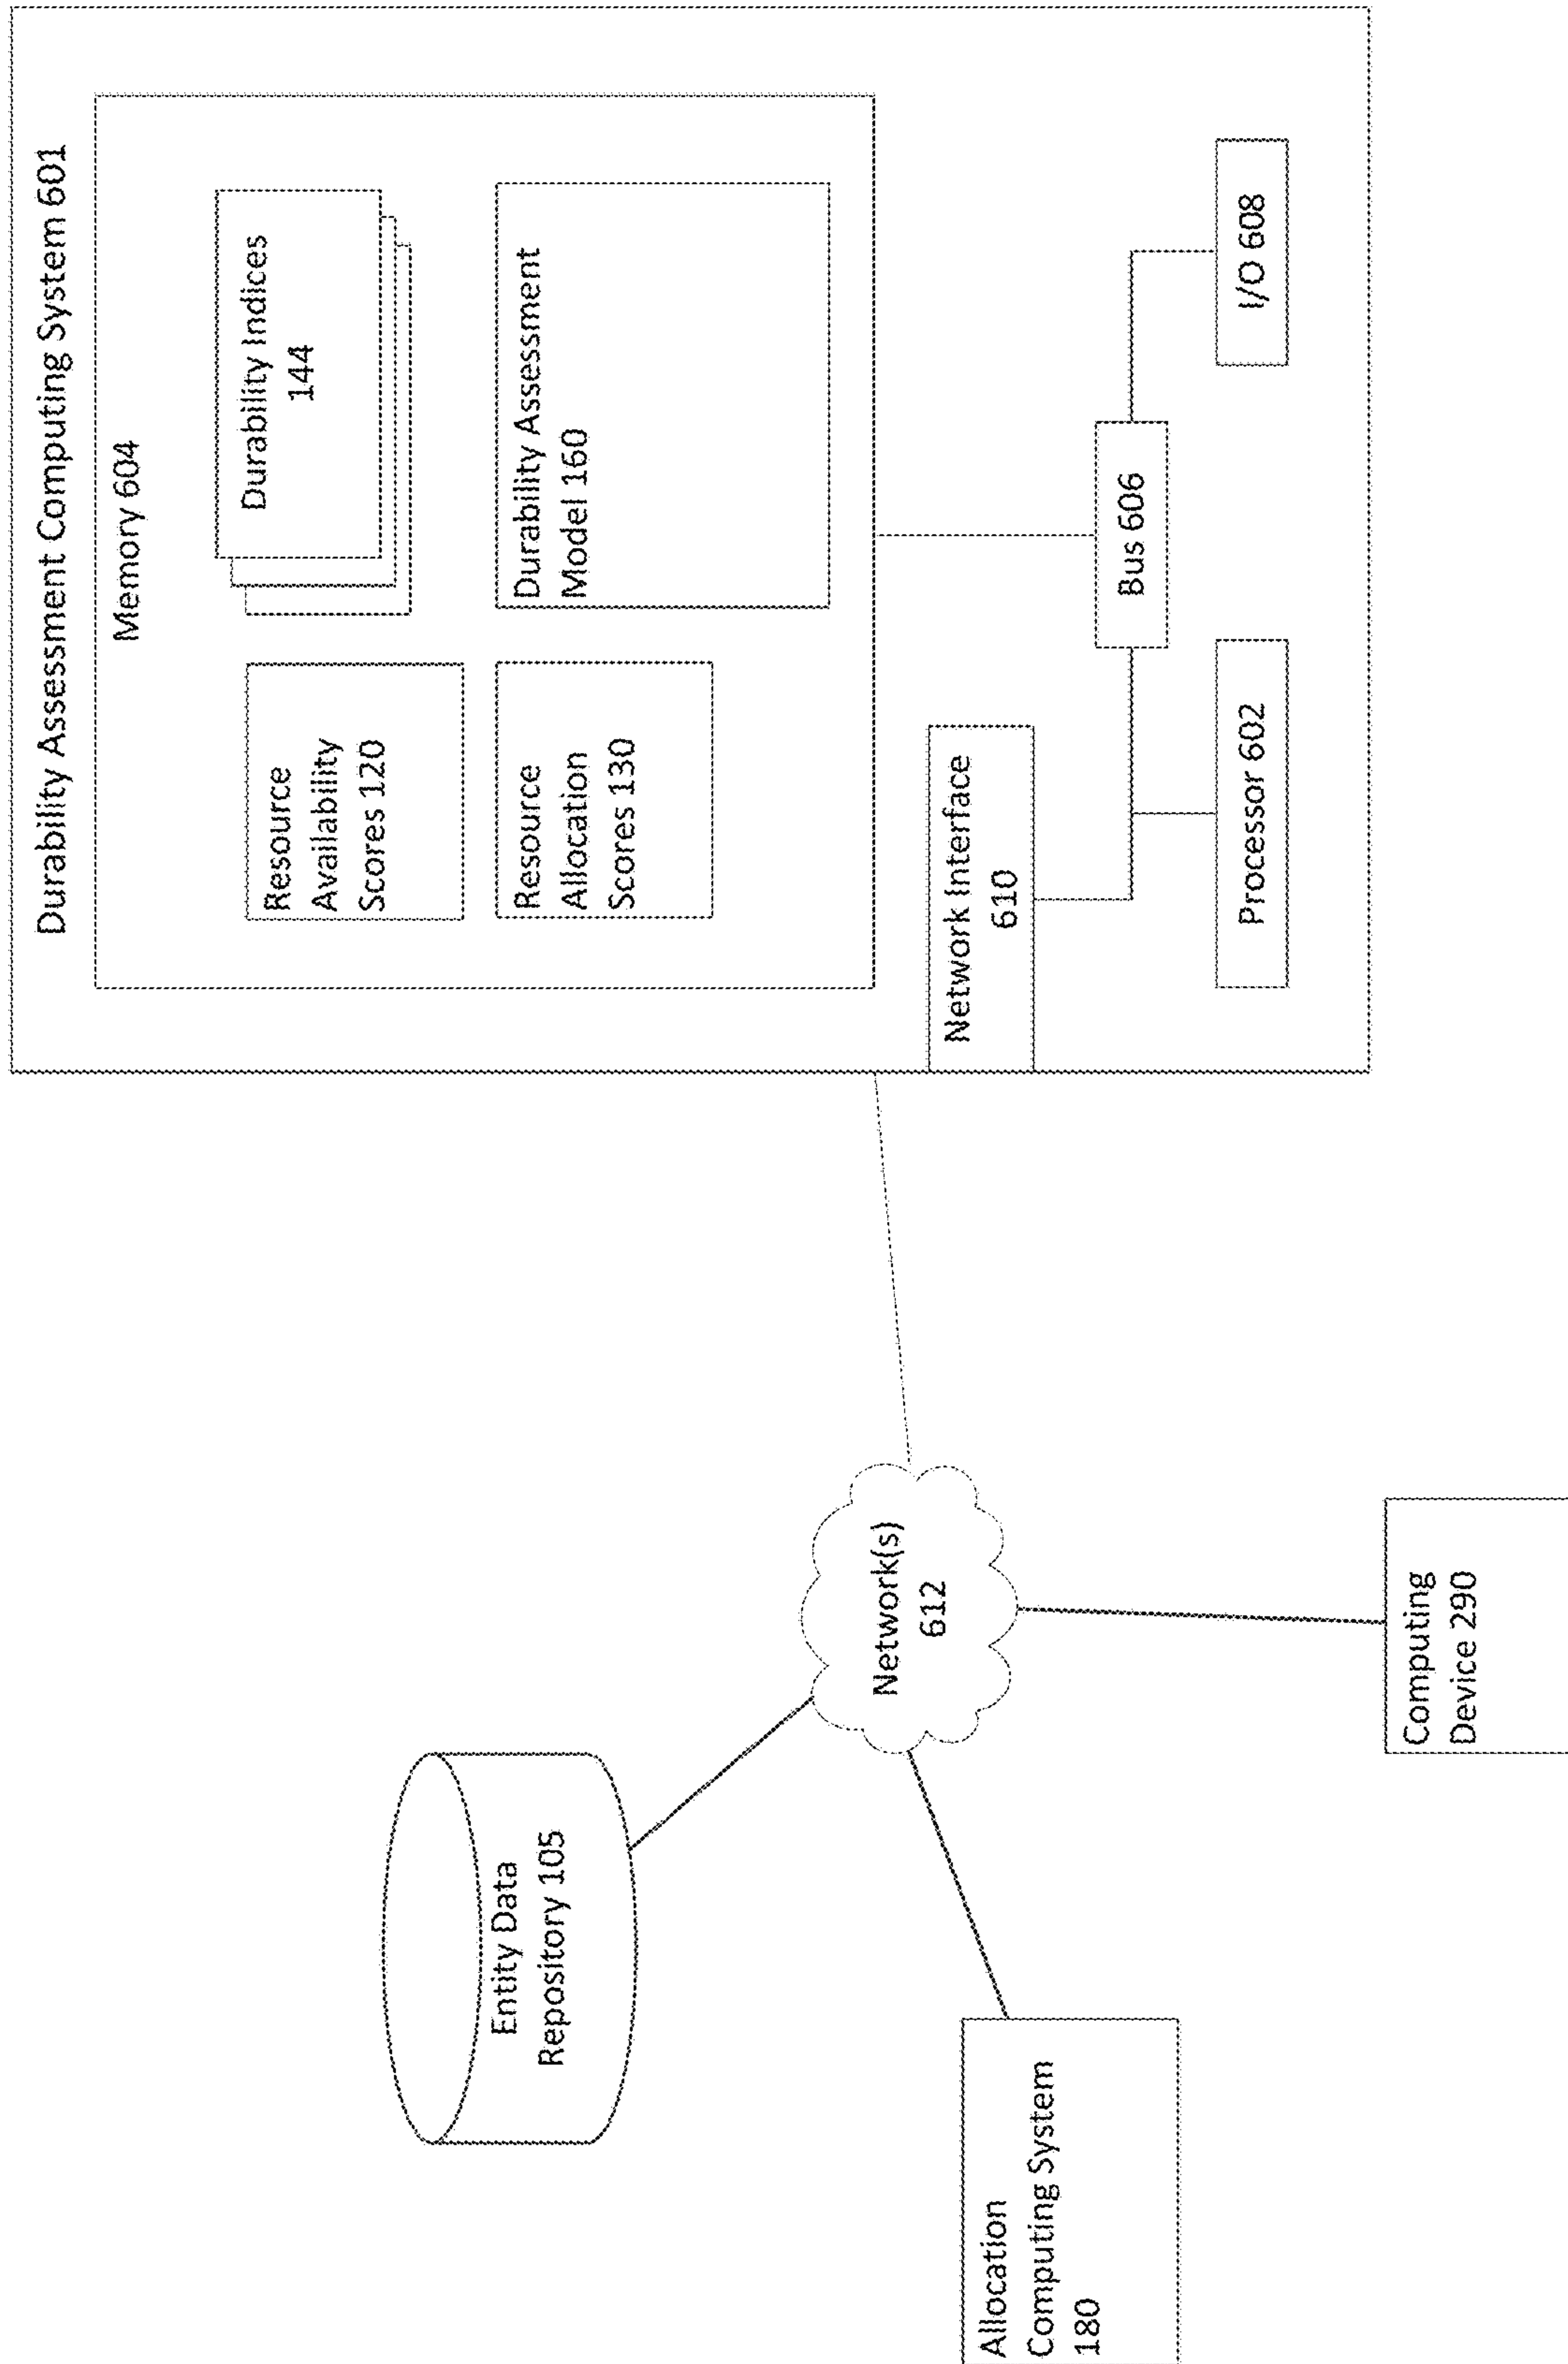 Durability Assessment Computing System 601
Memory 604
Resource
Availability
Scores 120
Durability Indices
144
Resource
Allocation
Scores 130
Durability Assessment
Model 160
Network Interface
610
Bus 606
Processor 602
I/O 608
Entity Data
Repository 105
Network(s)
612
Allocation
Computing System
180
Computing
Device 290